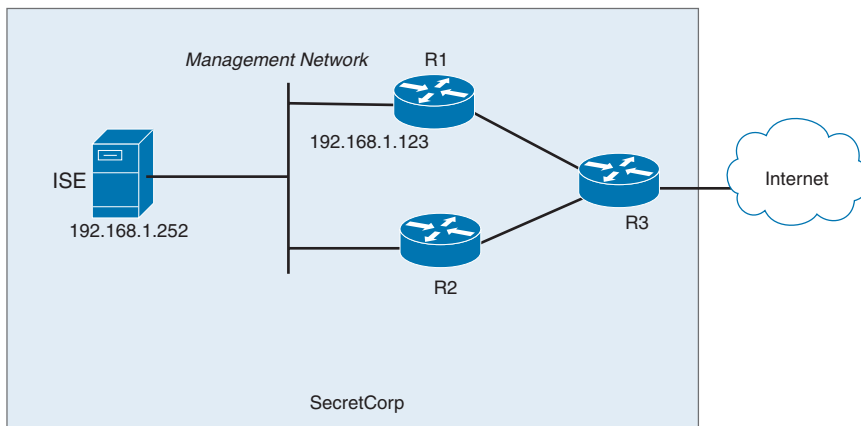 Management Network
R1
192.168.1.123
ISE
192.168.1.252
Internet
R3
R2
SecretCorp